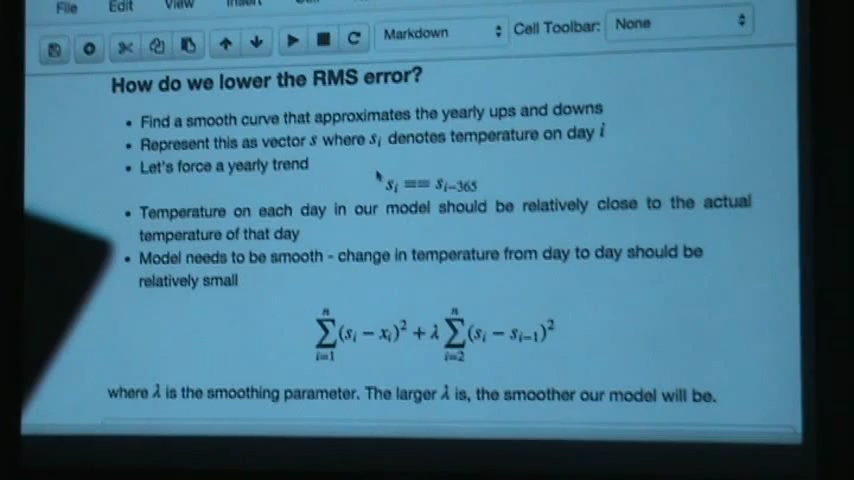 File Edit View Insert
Markdown Cell Toolbar: None
How do we lower the RMS error?
• Find a smooth curve that approximates the yearly ups and downs
• Represent this as vector s where sᵢ denotes temperature on day i
• Let's force a yearly trend
sᵢ == sᵢ₋₃₆₅
• Temperature on each day in our model should be relatively close to the actual
temperature of that day
• Model needs to be smooth - change in temperature from day to day should be
relatively small
∑ᵢ₌₁ⁿ(sᵢ − xᵢ)² + λ ∑ᵢ₌₂ⁿ(sᵢ − sᵢ₋₁)²
where λ is the smoothing parameter. The larger λ is, the smoother our model will be.